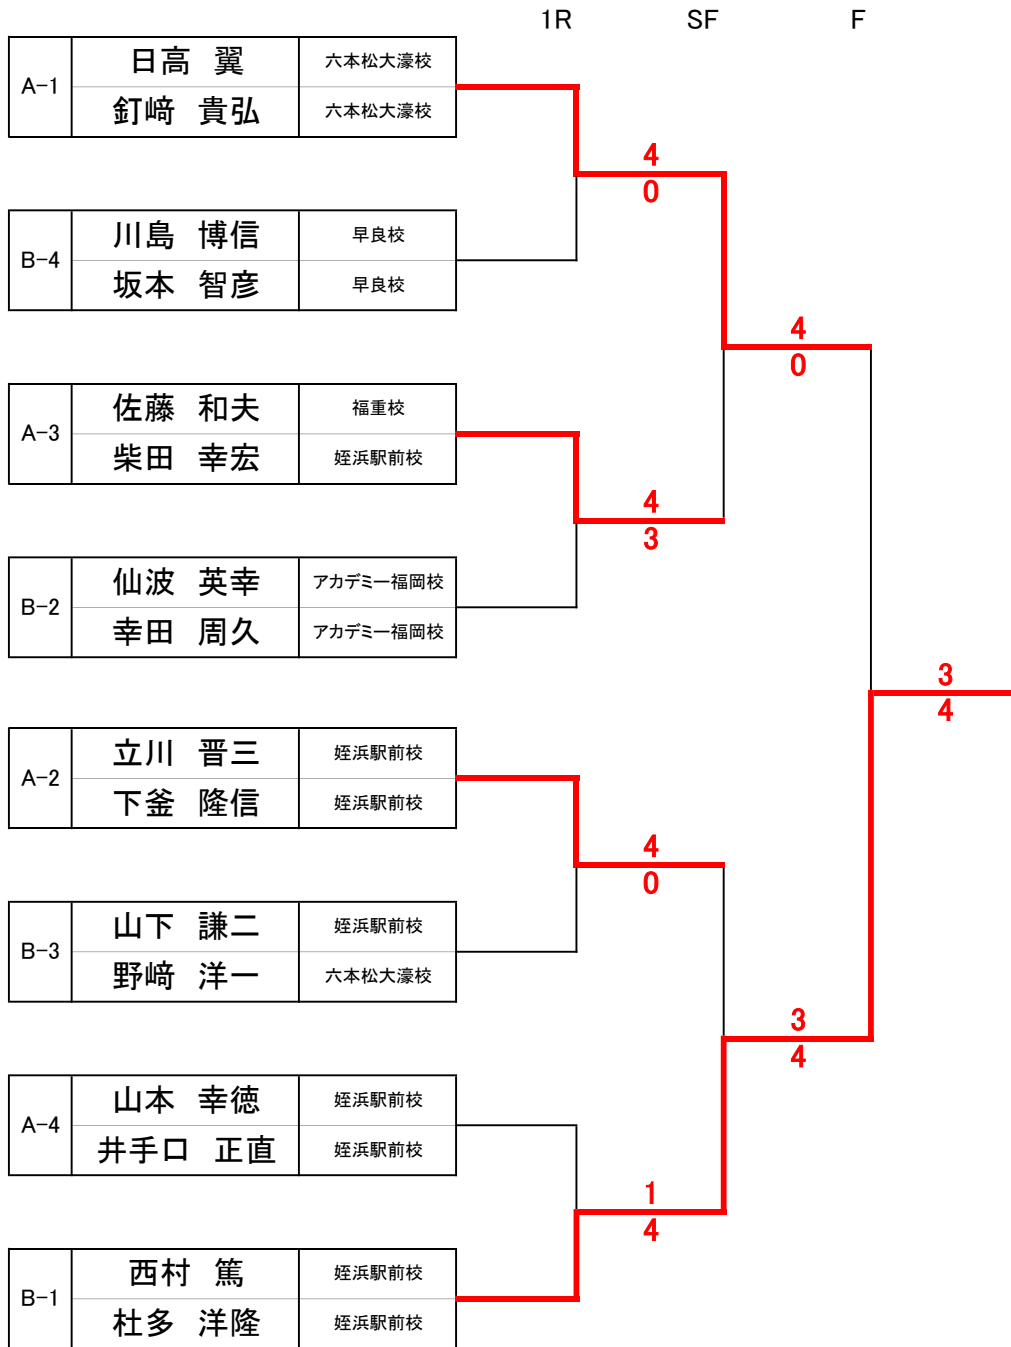 1R SF F
A-1 日高 翼 六本松大濠校
釘﨑 貴弘 六本松大濠校
4
0
B-4 川島 博信 早良校
坂本 智彦 早良校
4
0
A-3 佐藤 和夫 福重校
柴田 幸宏 姪浜駅前校
4
3
B-2 仙波 英幸 アカデミー福岡校
幸田 周久 アカデミー福岡校
3
4
A-2 立川 晋三 姪浜駅前校
下釜 隆信 姪浜駅前校
4
0
B-3 山下 謙二 姪浜駅前校
野﨑 洋一 六本松大濠校
3
4
A-4 山本 幸徳 姪浜駅前校
井手口 正直 姪浜駅前校
1
4
B-1 西村 篤 姪浜駅前校
杜多 洋隆 姪浜駅前校